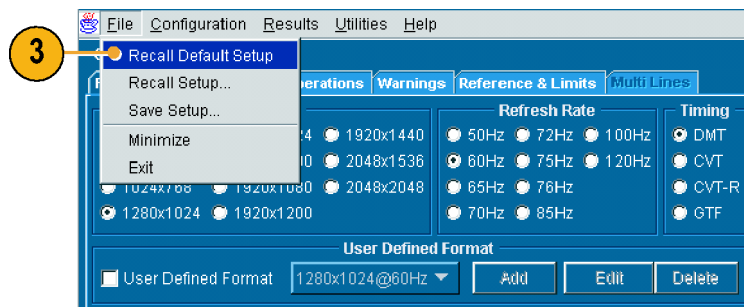 File Configuration Results Utilities Help
3
Recall Default Setup
Recall Setup...
Save Setup...
Minimize
Exit
Warnings Reference & Limits Multi Lines
Refresh Rate Timing
1920x1440 50Hz 72Hz 100Hz DMT
2048x1536 60Hz 75Hz 120Hz CVT
1024x768 1920x1080 2048x2048 65Hz 76Hz CVT-R
1280x1024 1920x1200 70Hz 85Hz GTF
User Defined Format
User Defined Format 1280x1024@60Hz Add Edit Delete